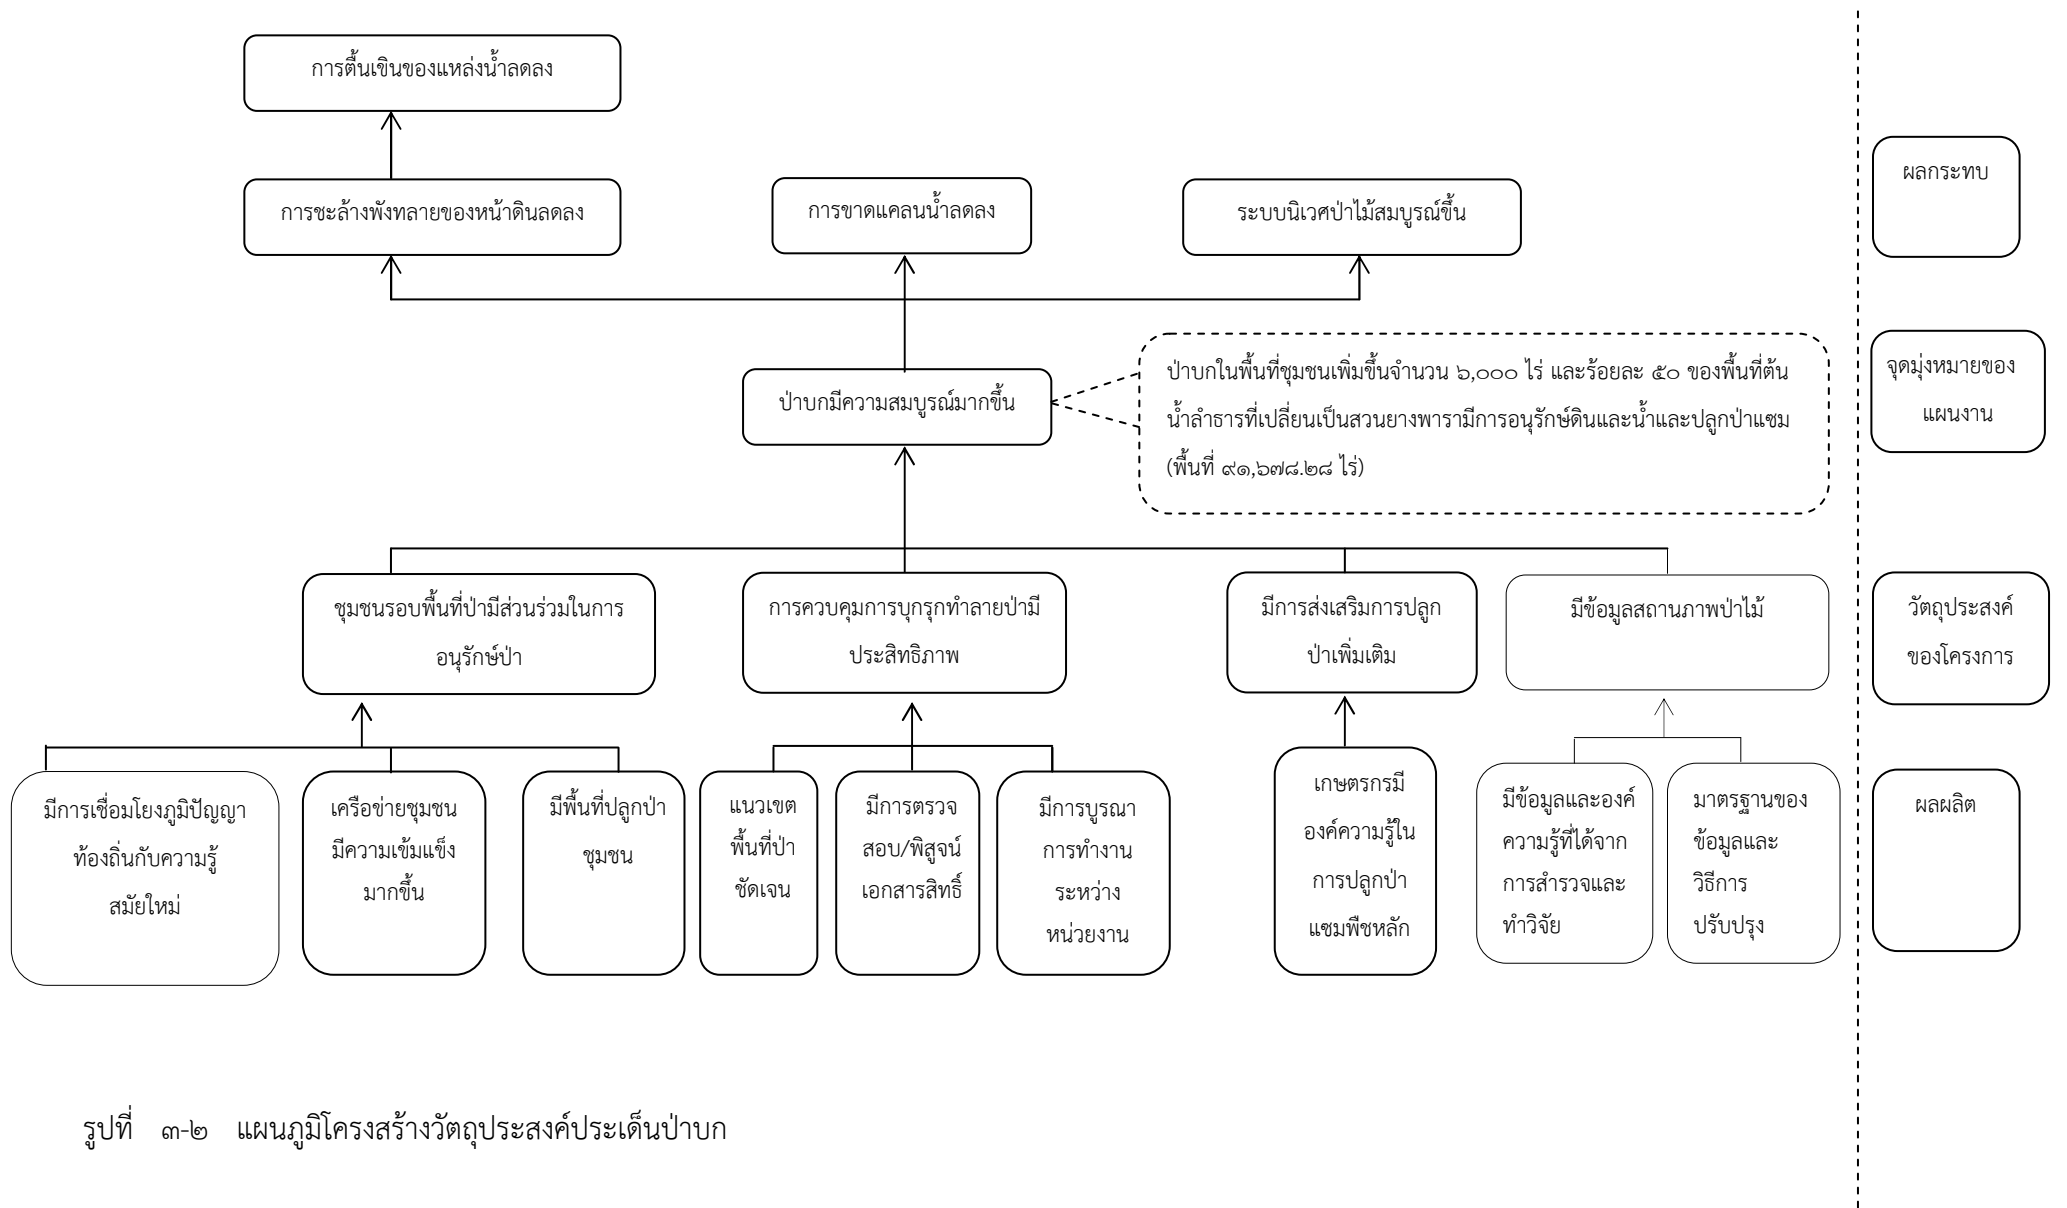 การตื้นเขินของแหล่งน้ำลดลง
ผลกระทบ
การชะล้างพังทลายของหน้าดินลดลง
การขาดแคลนน้ำลดลง
ระบบนิเวศป่าไม้สมบูรณ์ขึ้น
ป่าบกมีความสมบูรณ์มากขึ้น
ป่าบกในพื้นที่ชุมชนเพิ่มขึ้นจำนวน ๖,๐๐๐ ไร่ และร้อยละ ๕๐ ของพื้นที่ต้น
น้ำลำธารที่เปลี่ยนเป็นสวนยางพารามีการอนุรักษ์ดินและน้ำและปลูกป่าแซม
(พื้นที่ ๙๑,๖๗๘.๒๘ ไร่)
จุดมุ่งหมายของ
แผนงาน
ชุมชนรอบพื้นที่ป่ามีส่วนร่วมในการ
อนุรักษ์ป่า
การควบคุมการบุกรุกทำลายป่ามี
ประสิทธิภาพ
มีการส่งเสริมการปลูก
ป่าเพิ่มเติม
มีข้อมูลสถานภาพป่าไม้
วัตถุประสงค์
ของโครงการ
มีการเชื่อมโยงภูมิปัญญา
ท้องถิ่นกับความรู้
สมัยใหม่
เครือข่ายชุมชน
มีความเข้มแข็ง
มากขึ้น
มีพื้นที่ปลูกป่า
ชุมชน
แนวเขต
พื้นที่ป่า
ชัดเจน
มีการตรวจ
สอบ/พิสูจน์
เอกสารสิทธิ์
มีการบูรณา
การทำงาน
ระหว่าง
หน่วยงาน
เกษตรกรมี
องค์ความรู้ใน
การปลูกป่า
แซมพืชหลัก
มีข้อมูลและองค์
ความรู้ที่ได้จาก
การสำรวจและ
ทำวิจัย
มาตรฐานของ
ข้อมูลและ
วิธีการ
ปรับปรุง
ผลผลิต
รูปที่ ๓-๒ แผนภูมิโครงสร้างวัตถุประสงค์ประเด็นป่าบก